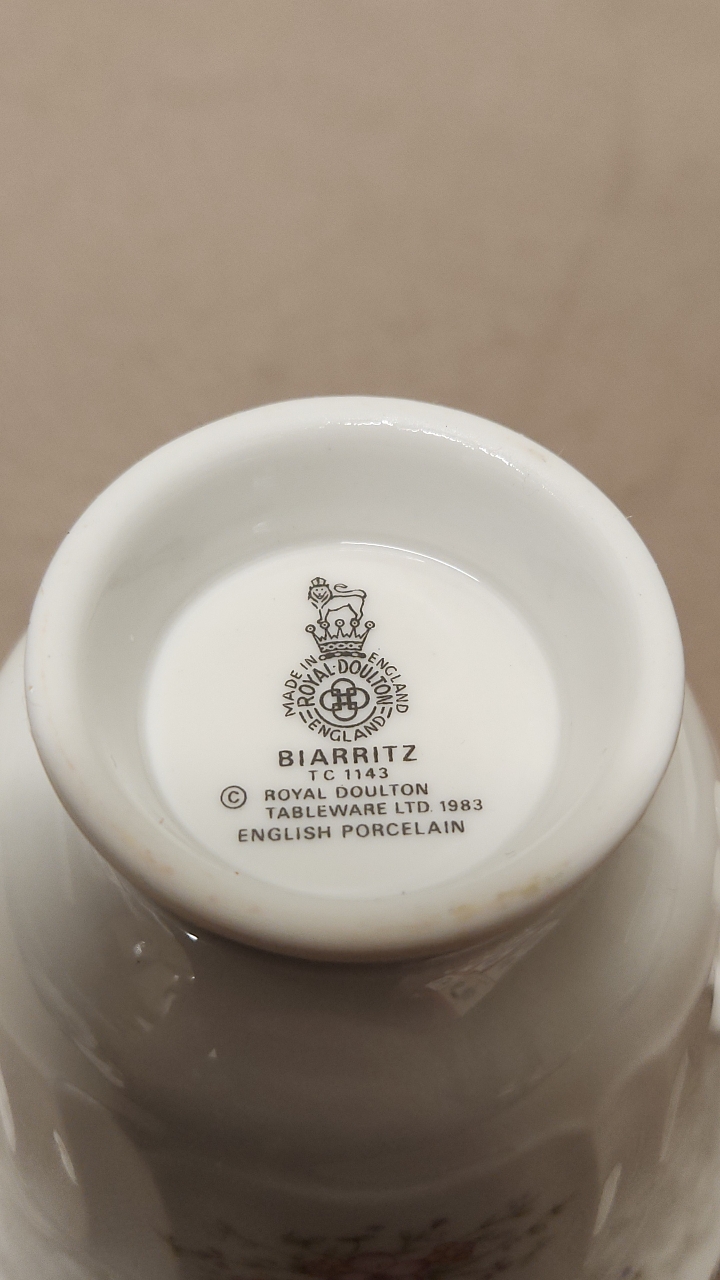 MADE IN ENGLAND
ROYAL·DOULTON
ENGLAND
BIARRITZ
TC 1143
© ROYAL DOULTON
TABLEWARE LTD. 1983
ENGLISH PORCELAIN